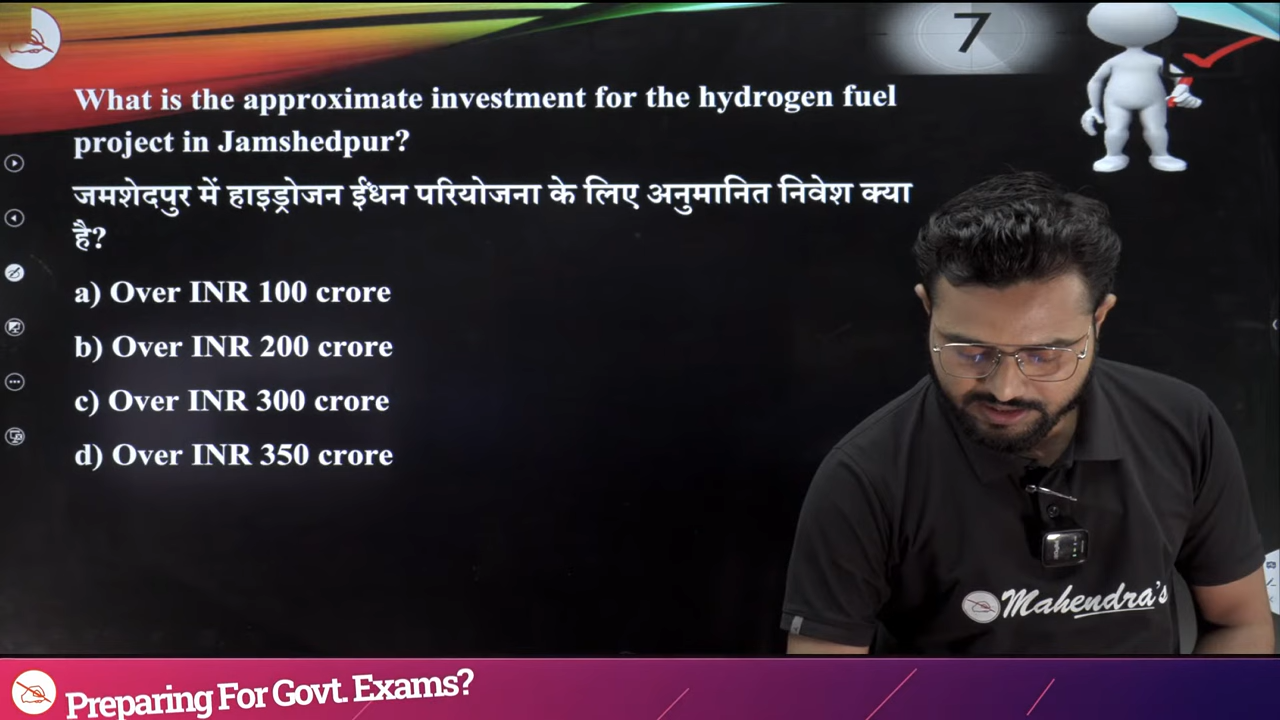 7
What is the approximate investment for the hydrogen fuel
project in Jamshedpur?
जमशेदपुर में हाइड्रोजन ईंधन परियोजना के लिए अनुमानित निवेश क्या
है?
a) Over INR 100 crore
b) Over INR 200 crore
c) Over INR 300 crore
d) Over INR 350 crore
Mahendra's
Preparing For Govt. Exams?